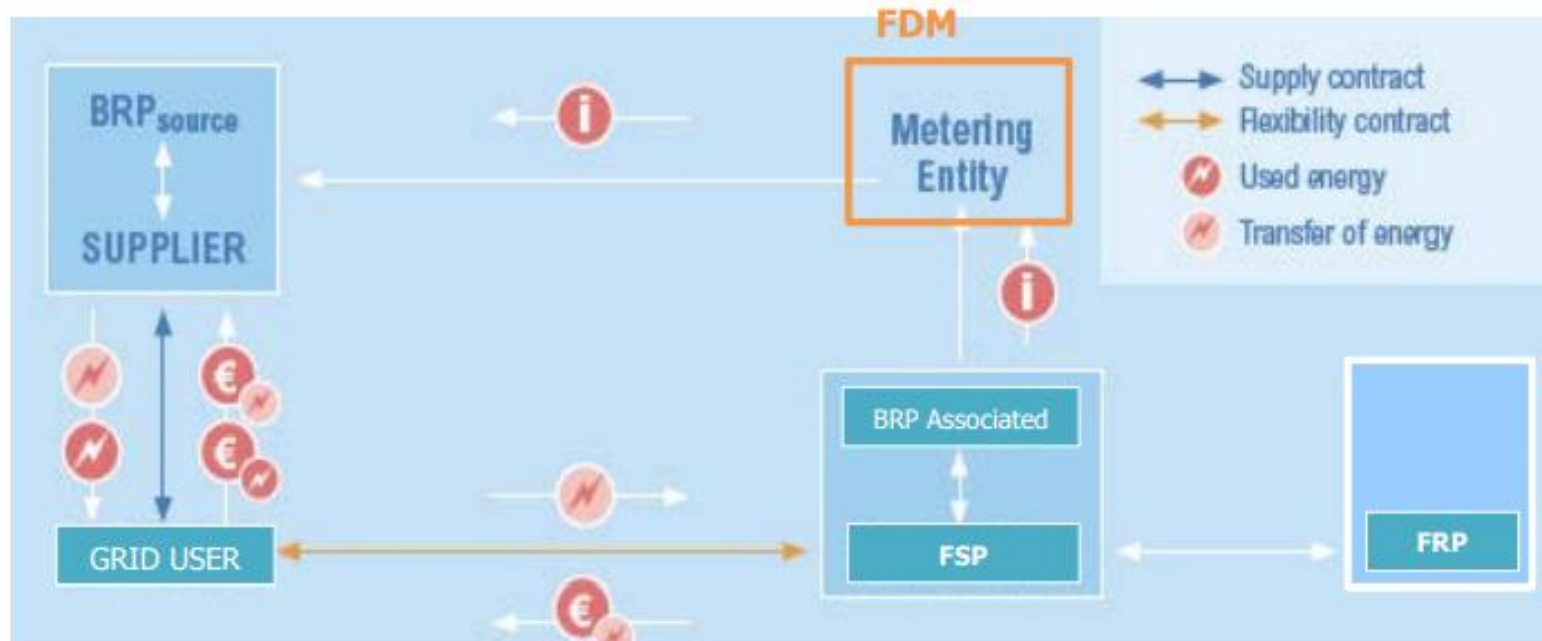 FDM
BRPsource
SUPPLIER
i
Metering
Entity
Supply contract
Flexibility contract
Used energy
Transfer of energy
i
€
€
BRP Associated
FSP
FRP
GRID USER
€